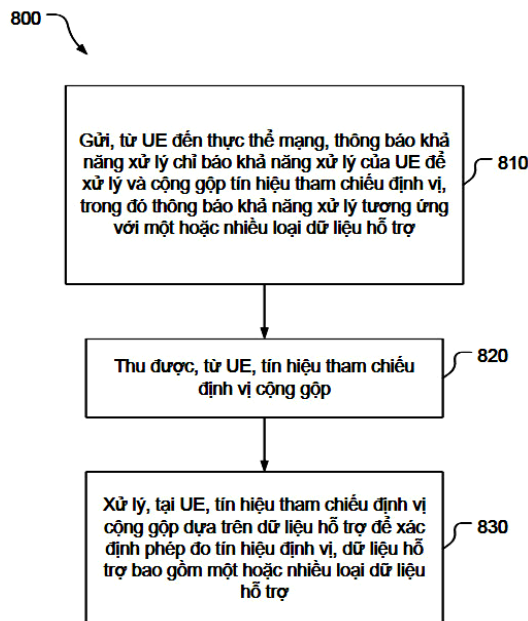 800
Gửi, từ UE đến thực thể mạng, thông báo khả
năng xử lý chỉ báo khả năng xử lý của UE để
xử lý và cộng gộp tín hiệu tham chiếu định vị,
trong đó thông báo khả năng xử lý tương ứng
với một hoặc nhiều loại dữ liệu hỗ trợ
810
Thu được, từ UE, tín hiệu tham chiếu
định vị cộng gộp
820
Xử lý, tại UE, tín hiệu tham chiếu định vị
cộng gộp dựa trên dữ liệu hỗ trợ để xác
định phép đo tín hiệu định vị, dữ liệu hỗ
trợ bao gồm một hoặc nhiều loại dữ liệu
hỗ trợ
830